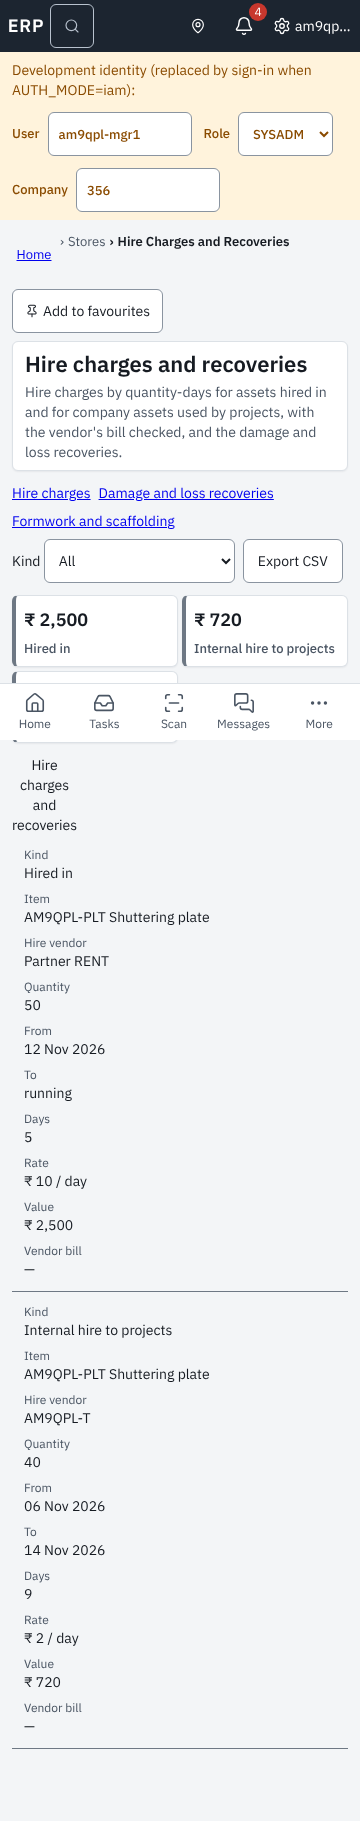 ERP
4
am9qp...
Development identity (replaced by sign-in when
AUTH_MODE=iam):
User am9qpl-mgr1 Role SYSADM
Company 356
Home › Stores › Hire Charges and Recoveries
Add to favourites
Hire charges and recoveries
Hire charges by quantity-days for assets hired in
and for company assets used by projects, with
the vendor's bill checked, and the damage and
loss recoveries.
Hire charges Damage and loss recoveries
Formwork and scaffolding
Kind All Export CSV
₹ 2,500
Hired in
₹ 720
Internal hire to projects
Home Tasks Scan Messages More
Hire
charges
and
recoveries
Kind
Hired in
Item
AM9QPL-PLT Shuttering plate
Hire vendor
Partner RENT
Quantity
50
From
12 Nov 2026
To
running
Days
5
Rate
₹ 10 / day
Value
₹ 2,500
Vendor bill
—
Kind
Internal hire to projects
Item
AM9QPL-PLT Shuttering plate
Hire vendor
AM9QPL-T
Quantity
40
From
06 Nov 2026
To
14 Nov 2026
Days
9
Rate
₹ 2 / day
Value
₹ 720
Vendor bill
—